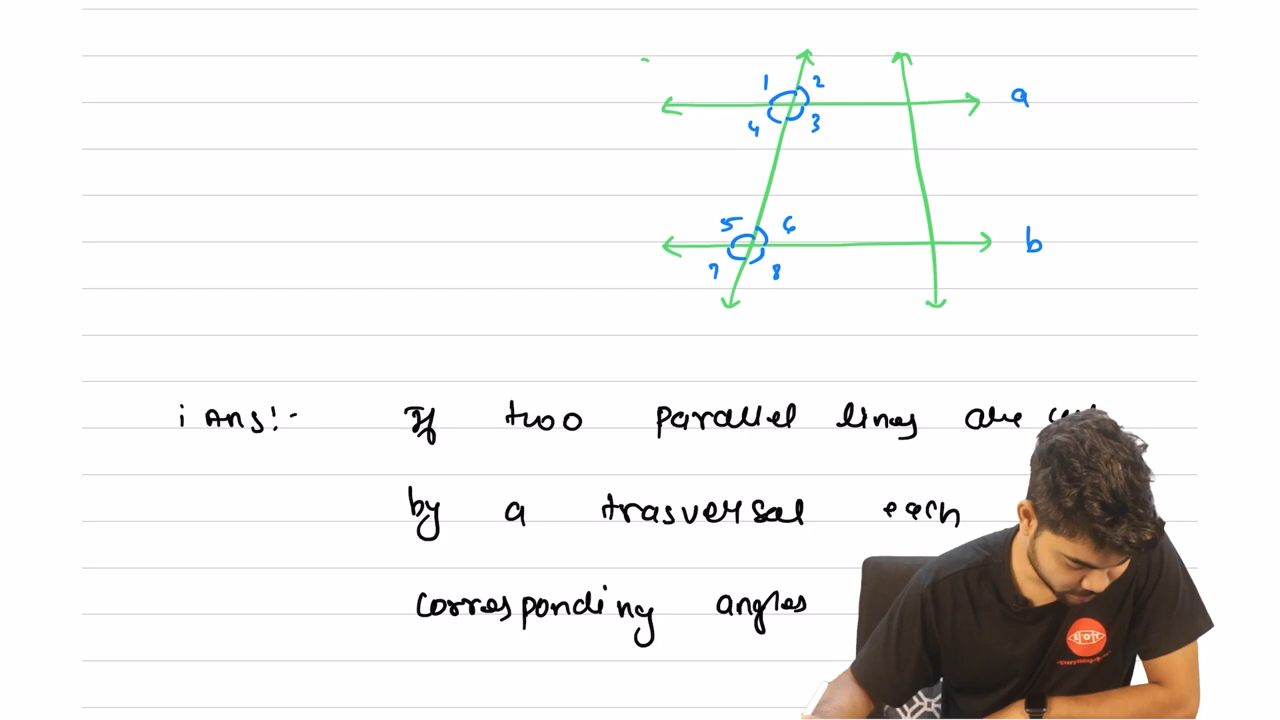 1 2 a
4 3
5 6 b
7 8
i Ans:- If two parallel lines are
by a trasversal each
corresponding angles